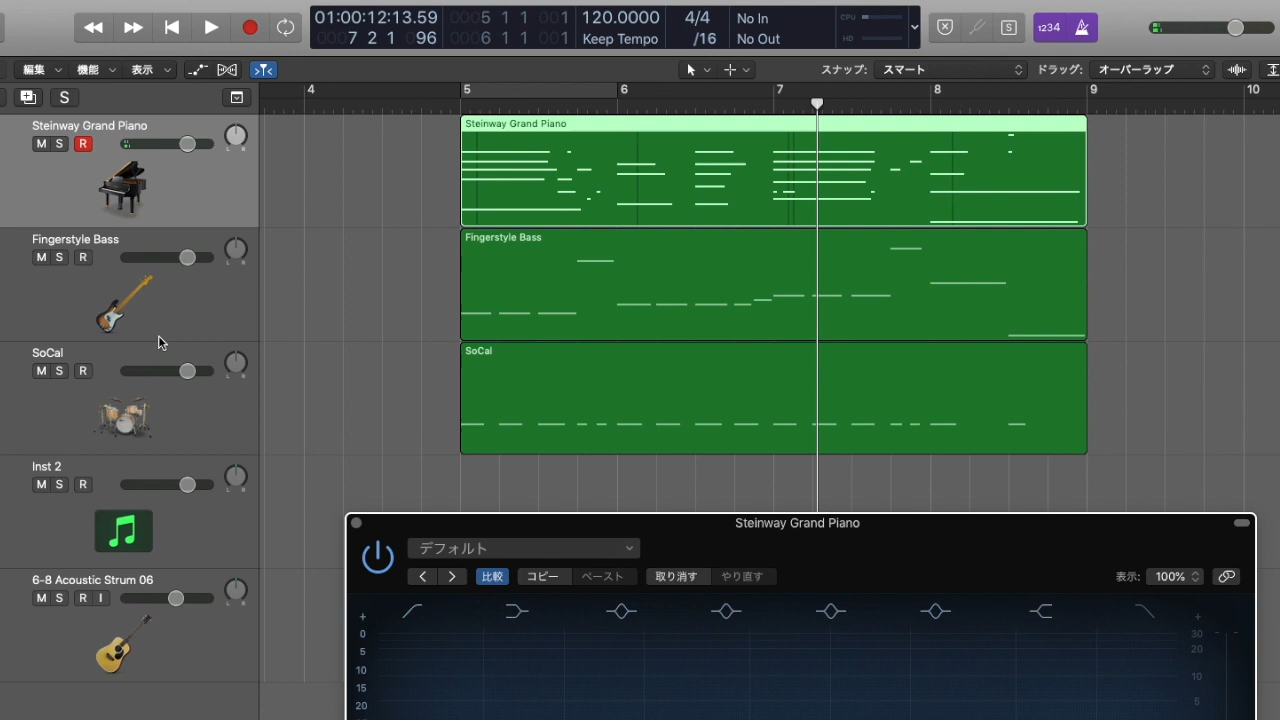 01:00:12:13.59
0005 1 1 001
120.0000
4/4
No In
CPU
0007 2 1 096
0006 1 1 001
Keep Tempo
/16
No Out
HD
S
1234
編集
機能
表示
スナップ:
スマート
ドラッグ:
オーバーラップ
S
4
5
6
7
8
9
10
Steinway Grand Piano
M S R
L R
Steinway Grand Piano
Fingerstyle Bass
M S R
L R
Fingerstyle Bass
SoCal
M S R
L R
SoCal
Inst 2
M S R
L R
6-8 Acoustic Strum 06
M S R I
L R
Steinway Grand Piano
デフォルト
比較
コピー
ペースト
取り消す
やり直す
表示:
100%
+
0
5
10
15
20
+
30
20
10
5